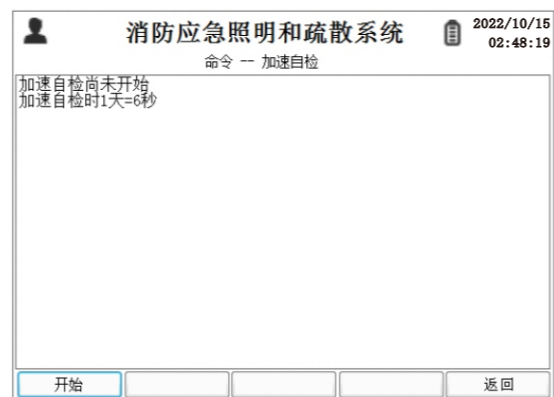 消防应急照明和疏散系统
2022/10/15
02:48:19
命令 -- 加速自检
加速自检尚未开始
加速自检时1天=6秒
开始
返回